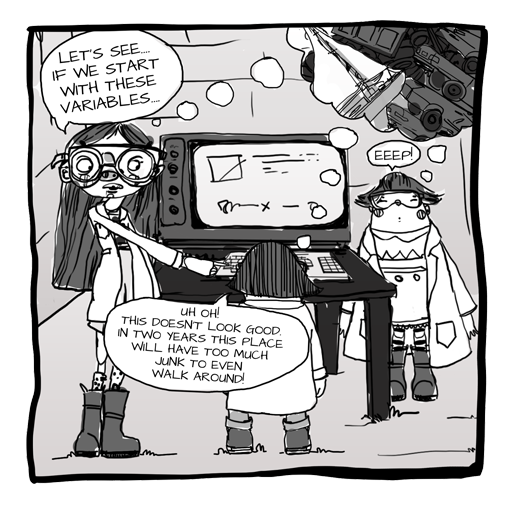 LET'S SEE....
IF WE START
WITH THESE
VARIABLES....
EEEP!
UH OH!
THIS DOESNT LOOK GOOD.
IN TWO YEARS THIS PLACE
WILL HAVE TOO MUCH
JUNK TO EVEN
WALK AROUND!